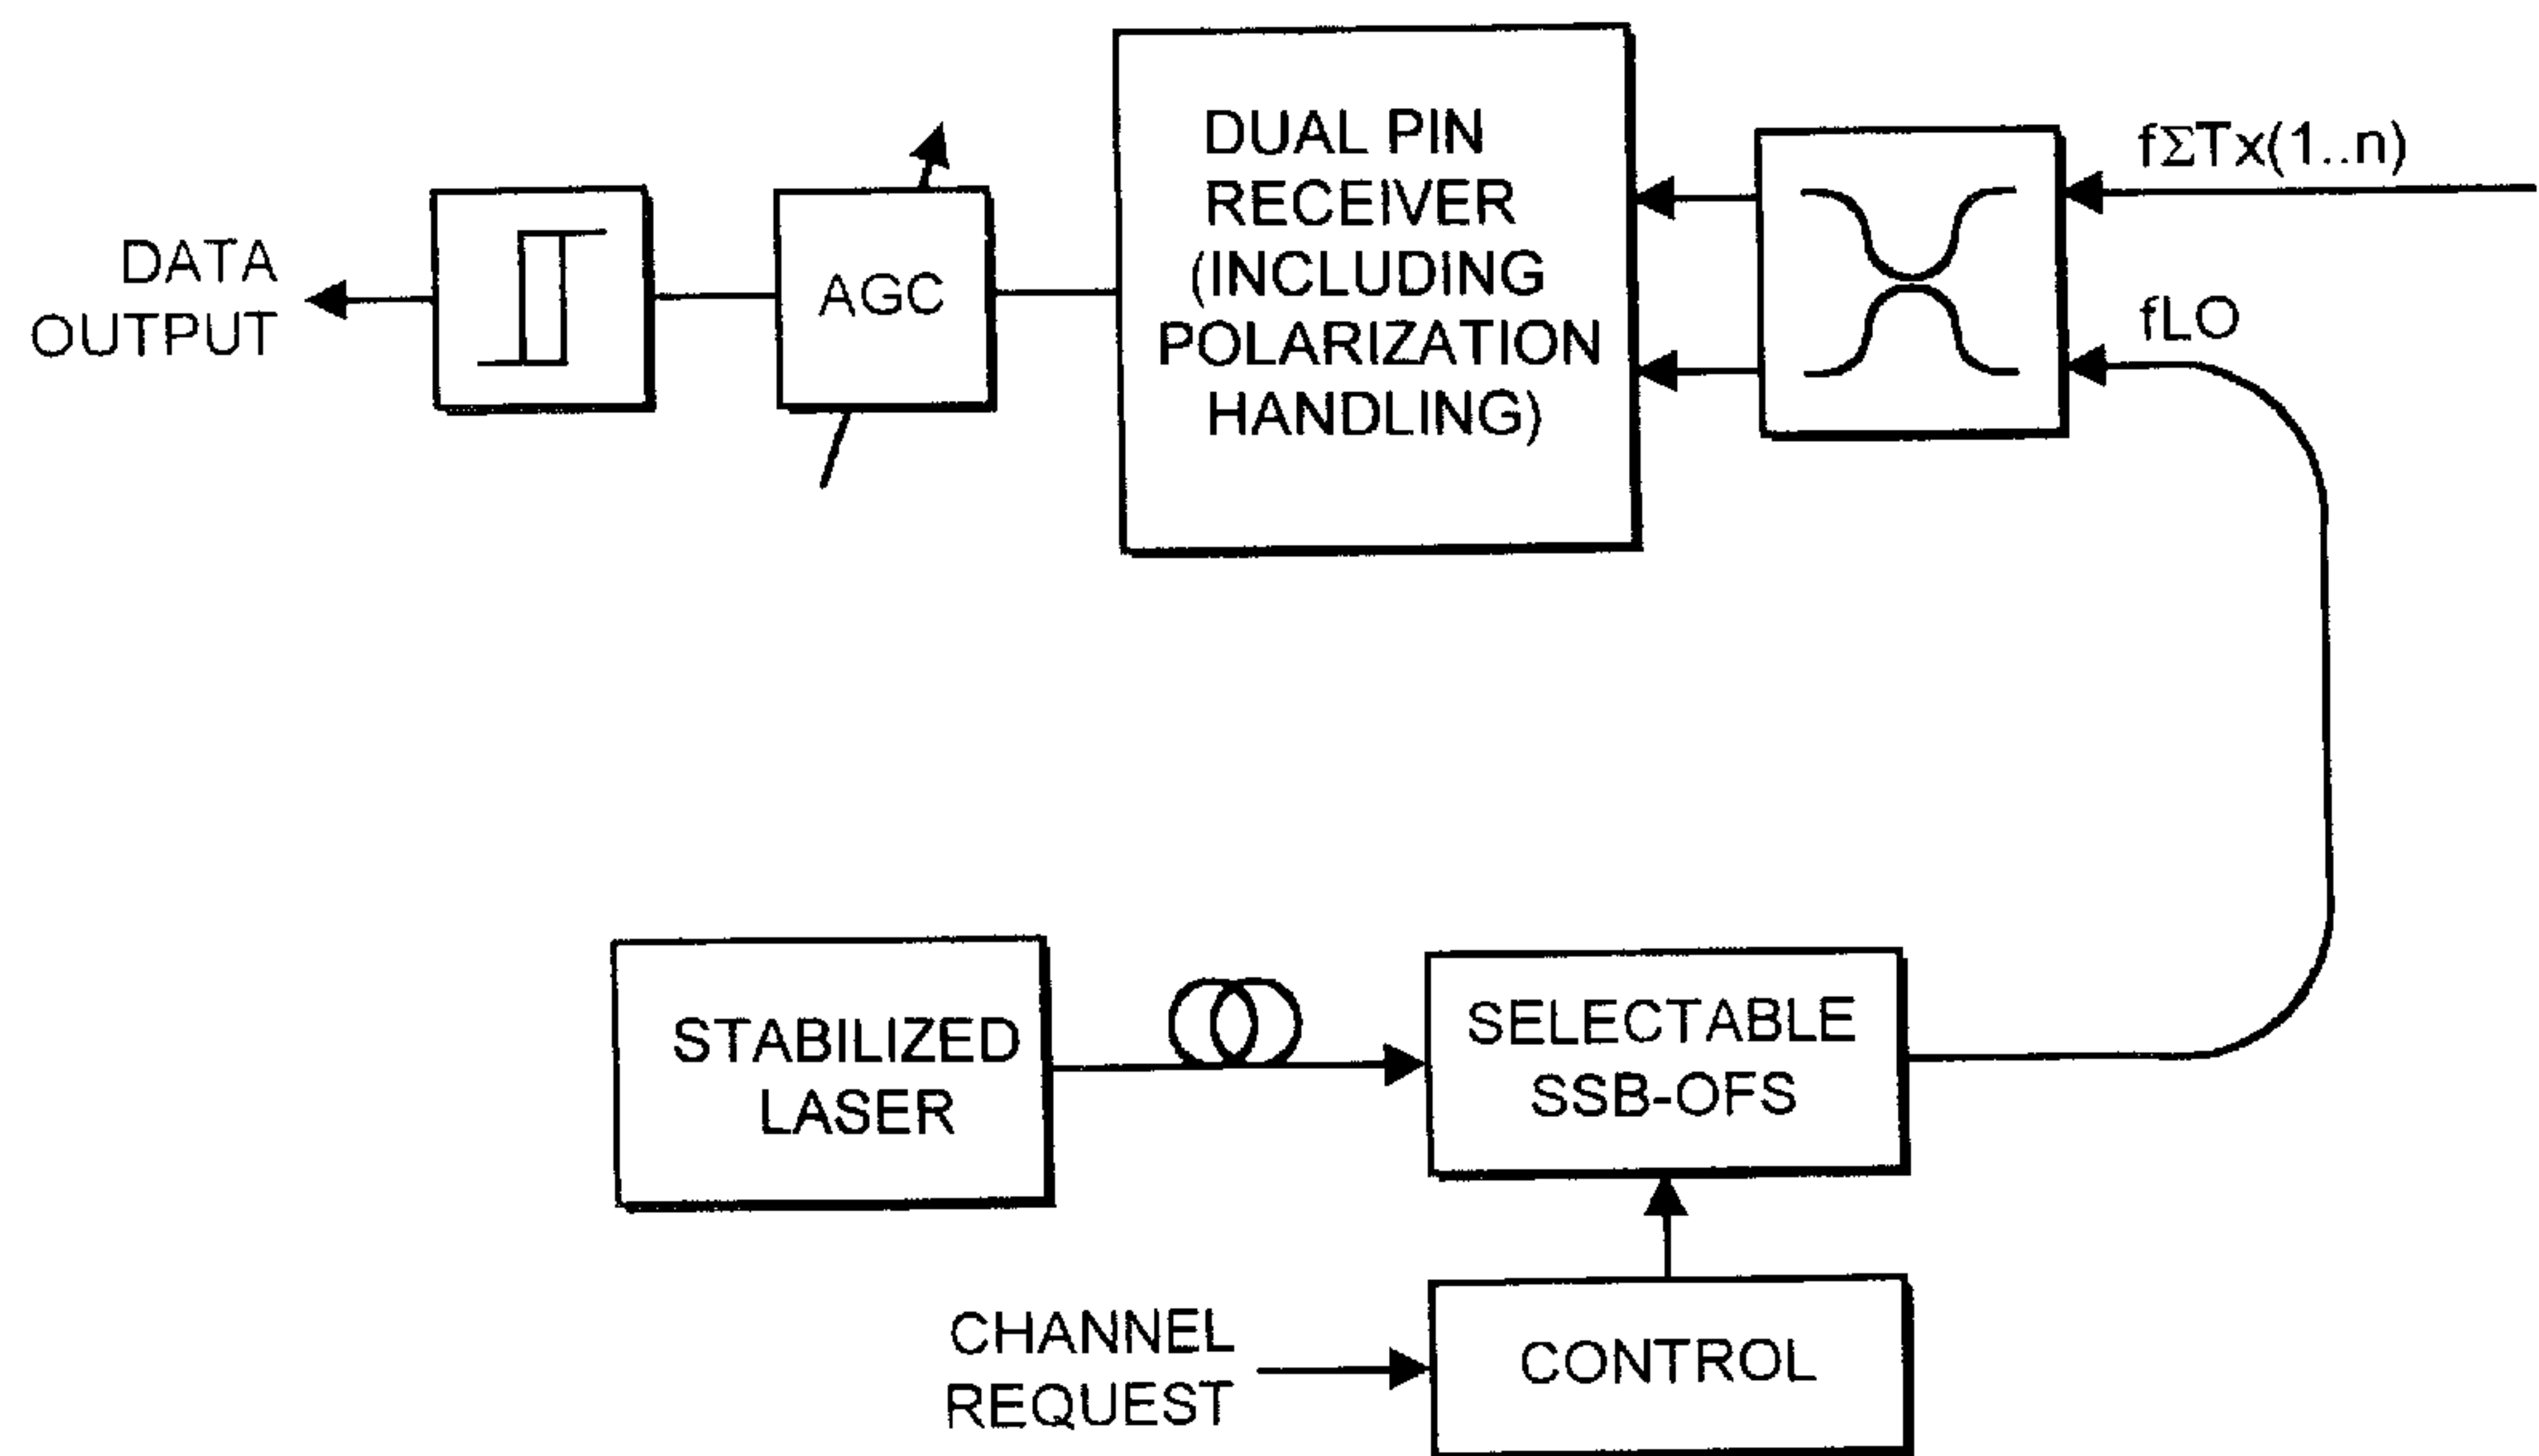 DUAL PIN
RECEIVER
(INCLUDING
POLARIZATION
HANDLING)
fΣTx(1..n)
fLO
AGC
DATA
OUTPUT
STABILIZED
LASER
SELECTABLE
SSB-OFS
CHANNEL
REQUEST
CONTROL